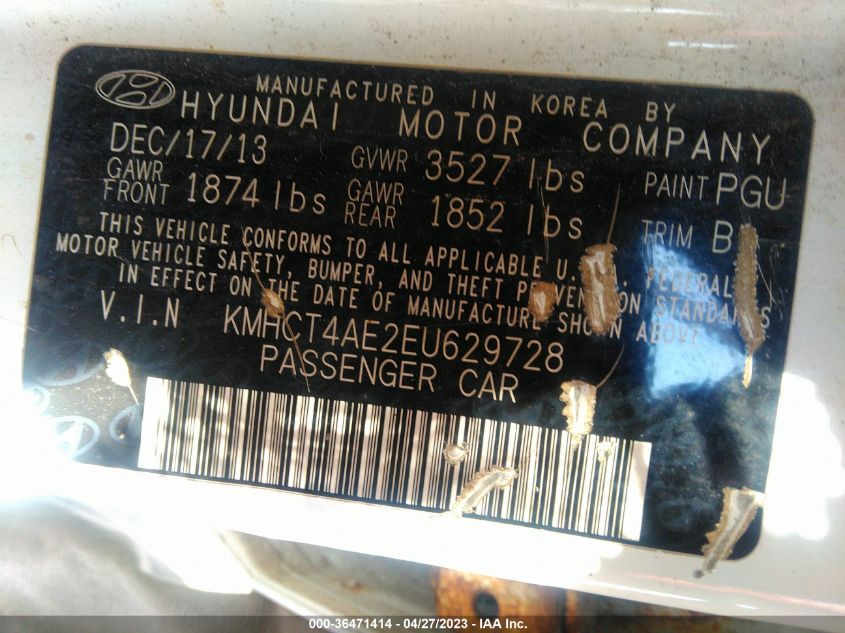 MANUFACTURED IN KOREA BY
HYUNDAI MOTOR COMPANY
DEC/17/13 GVWR 3527 lbs PAINT PGU
GAWR FRONT 1874 lbs GAWR REAR 1852 lbs TRIM B
THIS VEHICLE CONFORMS TO ALL APPLICABLE U. FEDERAL
MOTOR VEHICLE SAFETY, BUMPER, AND THEFT PREVENTION STANDARDS
IN EFFECT ON THE DATE OF MANUFACTURE SHOWN ABOVE
V.I.N KMHCT4AE2EU629728
PASSENGER CAR
000-36471414 - 04/27/2023 - IAA Inc.